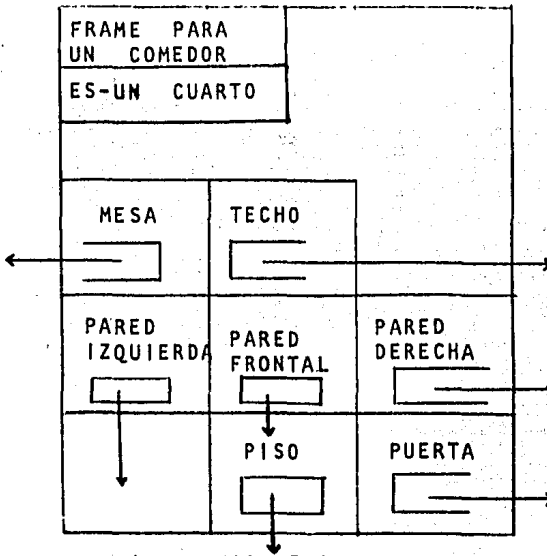 FRAME PARA
UN COMEDOR
ES-UN CUARTO
MESA
TECHO
PARED
IZQUIERDA
PARED
FRONTAL
PARED
DERECHA
PISO
PUERTA